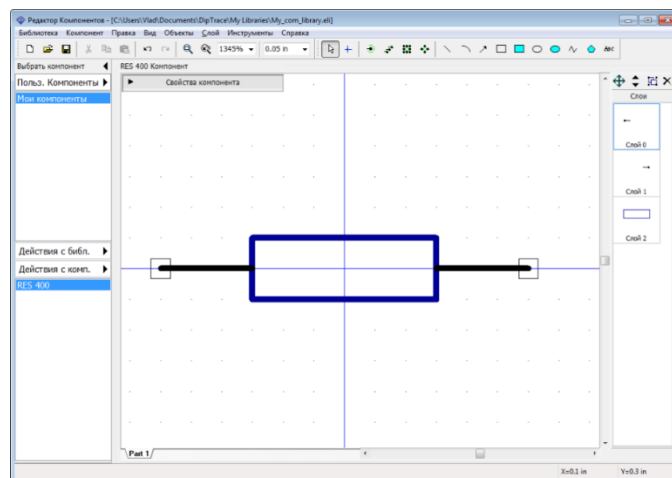 Редактор Компонентов - [C:\Users\Vlad\Documents\DipTrace\My Libraries\My_com_library.eli]
Библиотека Компонент Правка Вид Объекты Слой Инструменты Справка
1345% 0.05 in Abc
Выбрать компонент RES 400 Компонент
Польз. Компоненты Свойства компонента
Мои компоненты
Слои
Слой 0
Слой 1
Слой 2
Действия с библ.
Действия с комп.
RES 400
Part 1
X=0.1 in Y=0.3 in